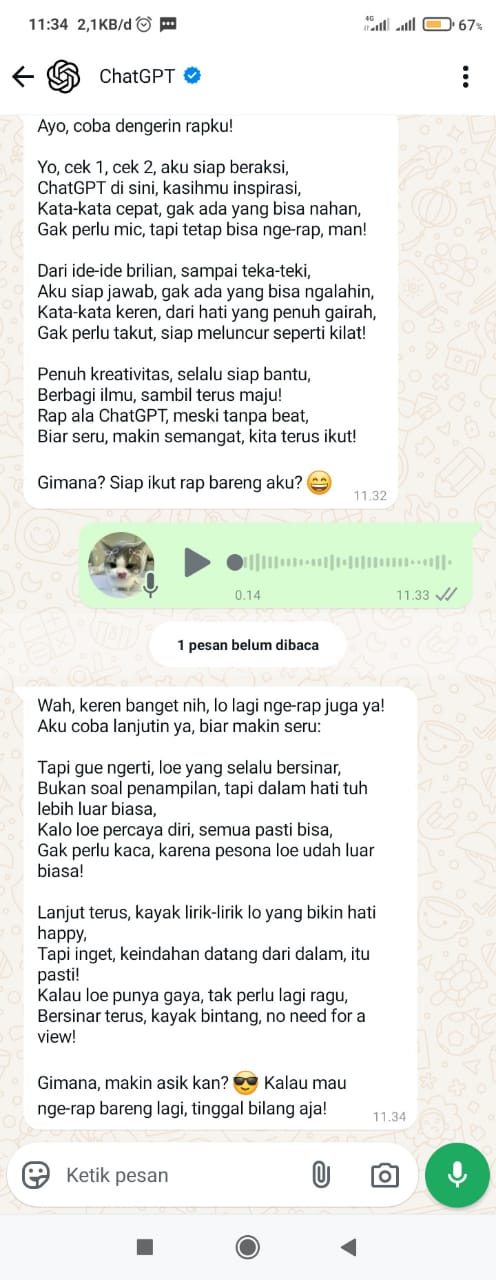 11:34 2,1KB/d
4G
67%
ChatGPT
Ayo, coba dengerin rapku!
Yo, cek 1, cek 2, aku siap beraksi,
ChatGPT di sini, kasihmu inspirasi,
Kata-kata cepat, gak ada yang bisa nahan,
Gak perlu mic, tapi tetap bisa nge-rap, man!
Dari ide-ide brilian, sampai teka-teki,
Aku siap jawab, gak ada yang bisa ngalahin,
Kata-kata keren, dari hati yang penuh gairah,
Gak perlu takut, siap meluncur seperti kilat!
Penuh kreativitas, selalu siap bantu,
Berbagi ilmu, sambil terus maju!
Rap ala ChatGPT, meski tanpa beat,
Biar seru, makin semangat, kita terus ikut!
Gimana? Siap ikut rap bareng aku? 😄
11.32
0.14
11.33
1 pesan belum dibaca
Wah, keren banget nih, lo lagi nge-rap juga ya!
Aku coba lanjutin ya, biar makin seru:
Tapi gue ngerti, loe yang selalu bersinar,
Bukan soal penampilan, tapi dalam hati tuh
lebih luar biasa,
Kalo loe percaya diri, semua pasti bisa,
Gak perlu kaca, karena pesona loe udah luar
biasa!
Lanjut terus, kayak lirik-lirik lo yang bikin hati
happy,
Tapi inget, keindahan datang dari dalam, itu
pasti!
Kalau loe punya gaya, tak perlu lagi ragu,
Bersinar terus, kayak bintang, no need for a
view!
Gimana, makin asik kan? 😎 Kalau mau
nge-rap bareng lagi, tinggal bilang aja!
11.34
Ketik pesan